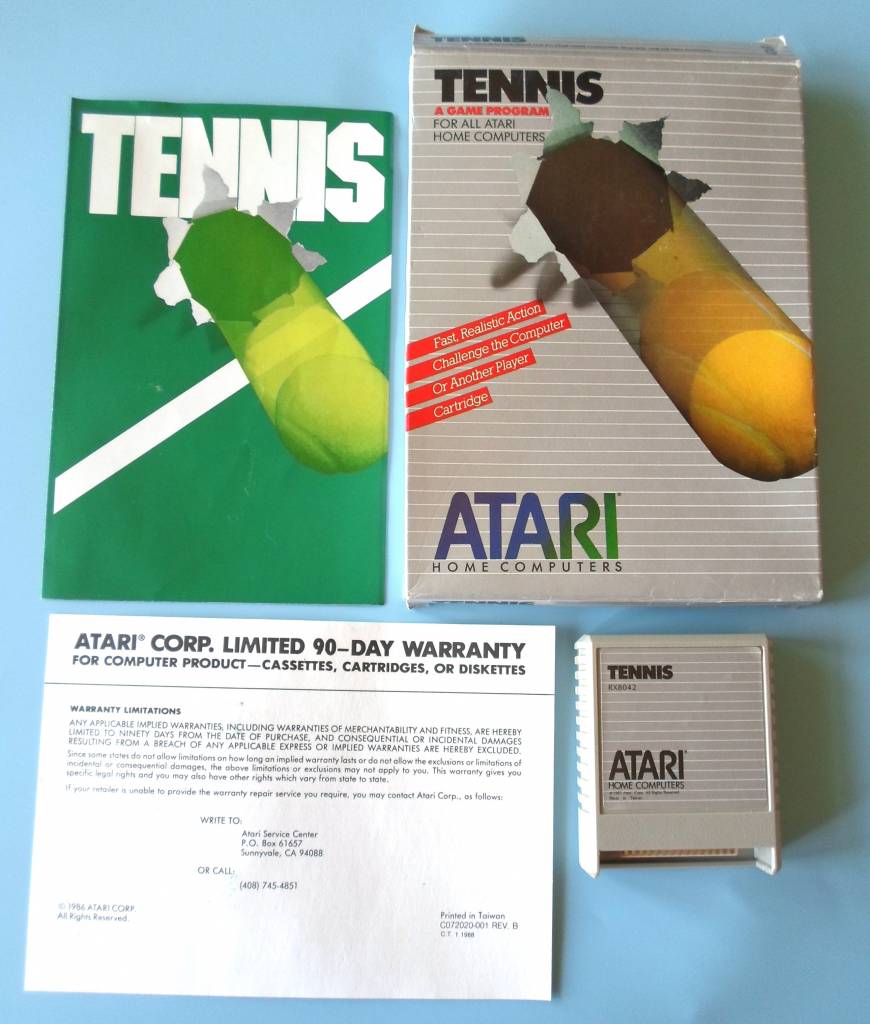 TENNIS
TENNIS
TENNIS
A GAME PROGRAM
FOR ALL ATARI
HOME COMPUTERS
Fast, Realistic Action
Challenge the Computer
Or Another Player
Cartridge
ATARI®
HOME COMPUTERS
TENNIS
ATARI® CORP. LIMITED 90–DAY WARRANTY
FOR COMPUTER PRODUCT—CASSETTES, CARTRIDGES, OR DISKETTES
WARRANTY LIMITATIONS
ANY APPLICABLE IMPLIED WARRANTIES, INCLUDING WARRANTIES OF MERCHANTABILITY AND FITNESS, ARE HEREBY
LIMITED TO NINETY DAYS FROM THE DATE OF PURCHASE, AND CONSEQUENTIAL OR INCIDENTAL DAMAGES
RESULTING FROM A BREACH OF ANY APPLICABLE EXPRESS OR IMPLIED WARRANTIES ARE HEREBY EXCLUDED.
Since some states do not allow limitations on how long an implied warranty lasts or do not allow the exclusions or limitations of
incidental or consequential damages, the above limitations or exclusions may not apply to you. This warranty gives you
specific legal rights and you may also have other rights which vary from state to state.
If your retailer is unable to provide the warranty repair service you require, you may contact Atari Corp., as follows:
WRITE TO:
Atari Service Center
P.O. Box 61657
Sunnyvale, CA 94088
OR CALL:
(408) 745-4851
© 1986 ATARI CORP.
All Rights Reserved.
Printed in Taiwan
C072020-001 REV. B
C.T. 1.1988
TENNIS
RX8042
ATARI®
HOME COMPUTERS